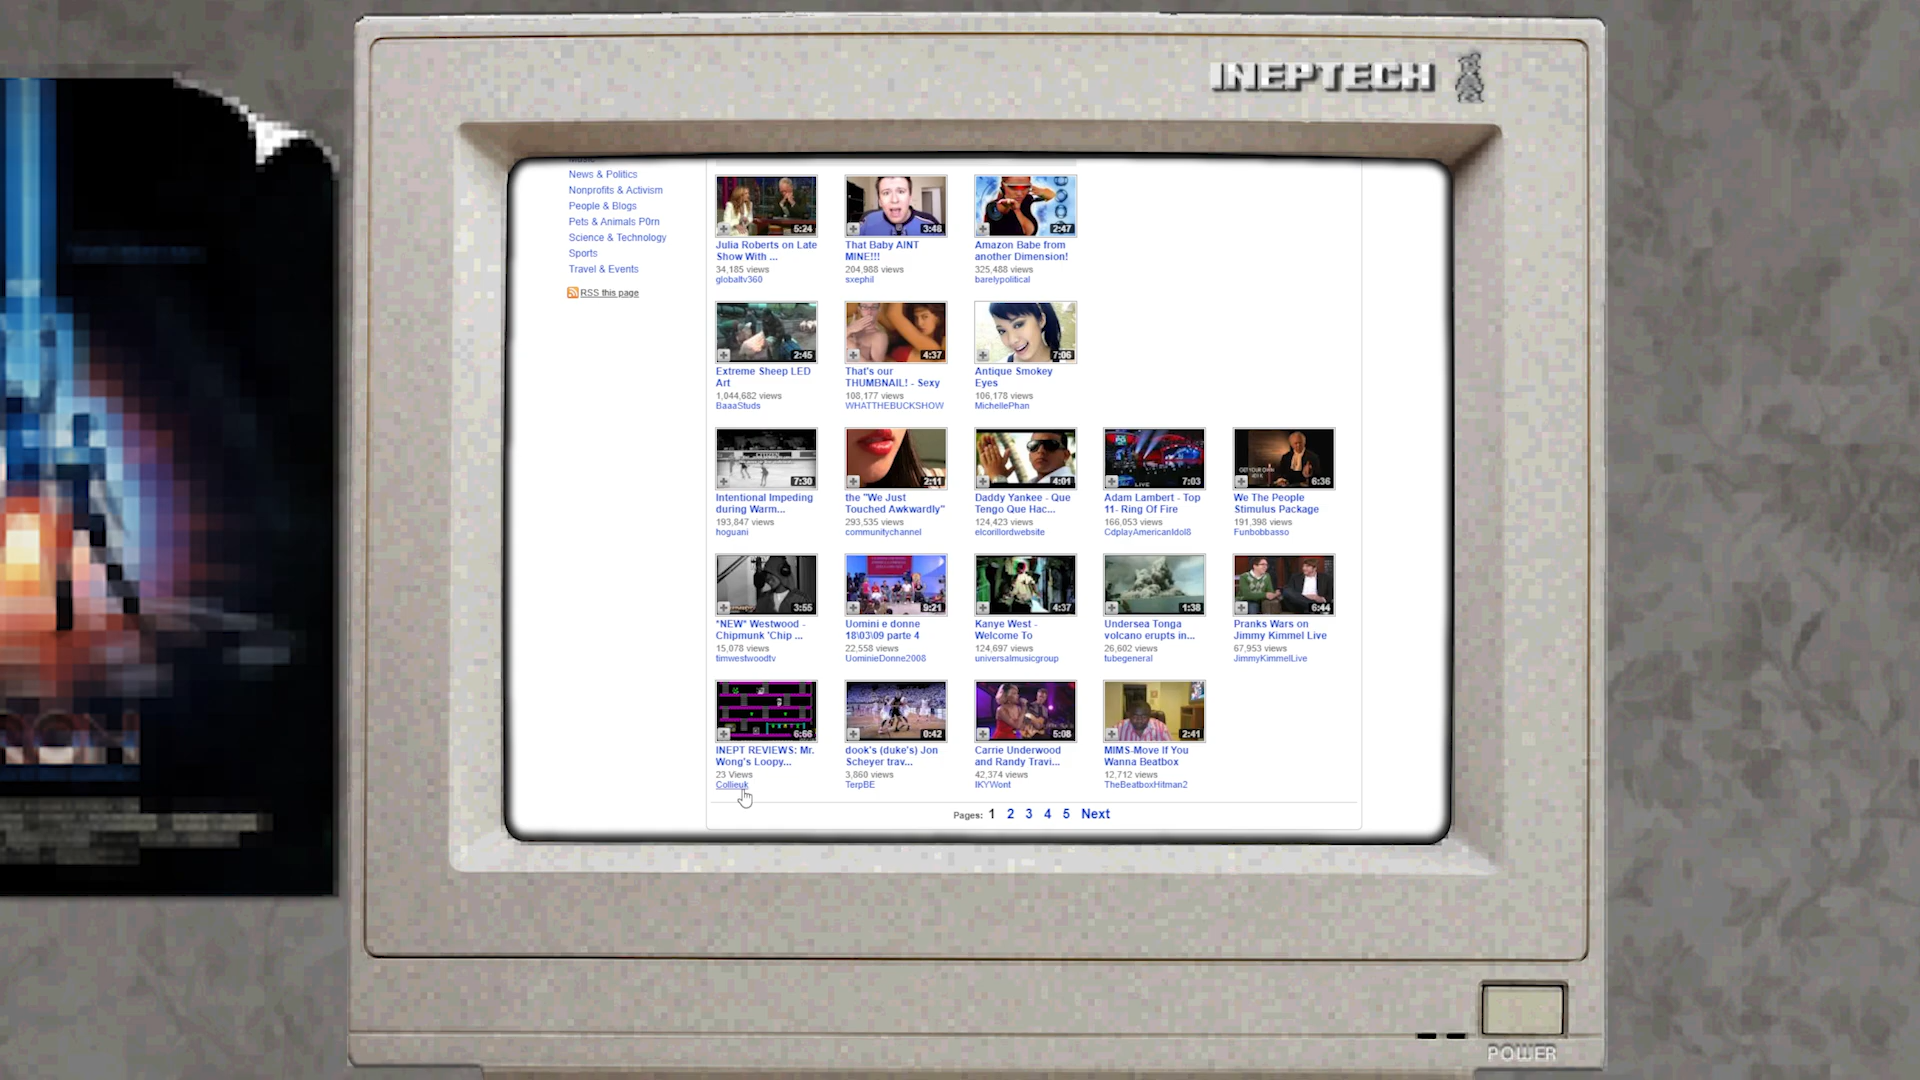 INEPTECH
News & Politics
Nonprofits & Activism
People & Blogs
Pets & Animals P0rn
Science & Technology
Sports
Travel & Events
RSS this page
5:24
3:48
2:47
Julia Roberts on Late
Show With ...
34,185 views
globaltv360
That Baby AINT
MINE!!!
204,988 views
sxephil
Amazon Babe from
another Dimension!
325,488 views
barelypolitical
2:45
4:37
7:06
Extreme Sheep LED
Art
1,044,682 views
BaaaStuds
That's our
THUMBNAIL! - Sexy
108,177 views
WHATTHEBUCKSHOW
Antique Smokey
Eyes
106,178 views
MichellePhan
7:30
2:11
4:01
LIVE
7:03
GET YOUR OWN
6:36
Intentional Impeding
during Warm...
193,847 views
hoguani
the "We Just
Touched Awkwardly"
293,535 views
communitychannel
Daddy Yankee - Que
Tengo Que Hac...
124,423 views
elcorillordwebsite
Adam Lambert - Top
11- Ring Of Fire
166,053 views
CdplayAmericanIdol8
We The People
Stimulus Package
191,398 views
Funbobbasso
3:55
9:21
4:37
1:38
6:44
*NEW* Westwood -
Chipmunk 'Chip ...
15,078 views
timwestwoodtv
Uomini e donne
18\03\09 parte 4
22,558 views
UominieDonne2008
Kanye West -
Welcome To
124,697 views
universalmusicgroup
Undersea Tonga
volcano erupts in...
26,602 views
tubegeneral
Pranks Wars on
Jimmy Kimmel Live
67,953 views
JimmyKimmelLive
6:66
0:42
5:08
2:41
INEPT REVIEWS: Mr.
Wong's Loopy...
23 Views
Collieuk
dook's (duke's) Jon
Scheyer trav...
3,860 views
TerpBE
Carrie Underwood
and Randy Travi...
42,374 views
IKYWont
MIMS-Move If You
Wanna Beatbox
12,712 views
TheBeatboxHitman2
Pages: 1 2 3 4 5 Next
POWER